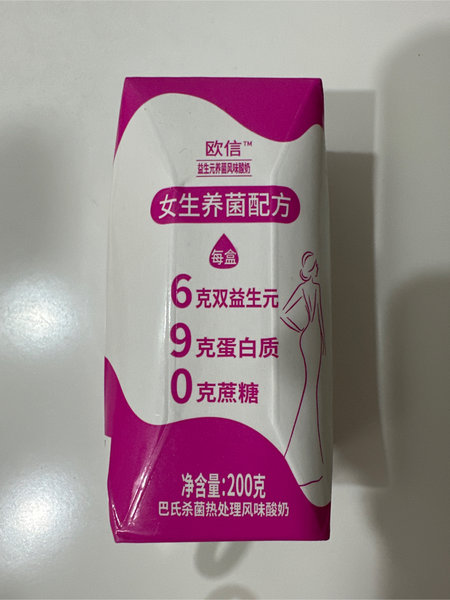 欧信™
益生元养菌风味酸奶
女生养菌配方
每盒
6克双益生元
9克蛋白质
0克蔗糖
净含量:200克
巴氏杀菌热处理风味酸奶